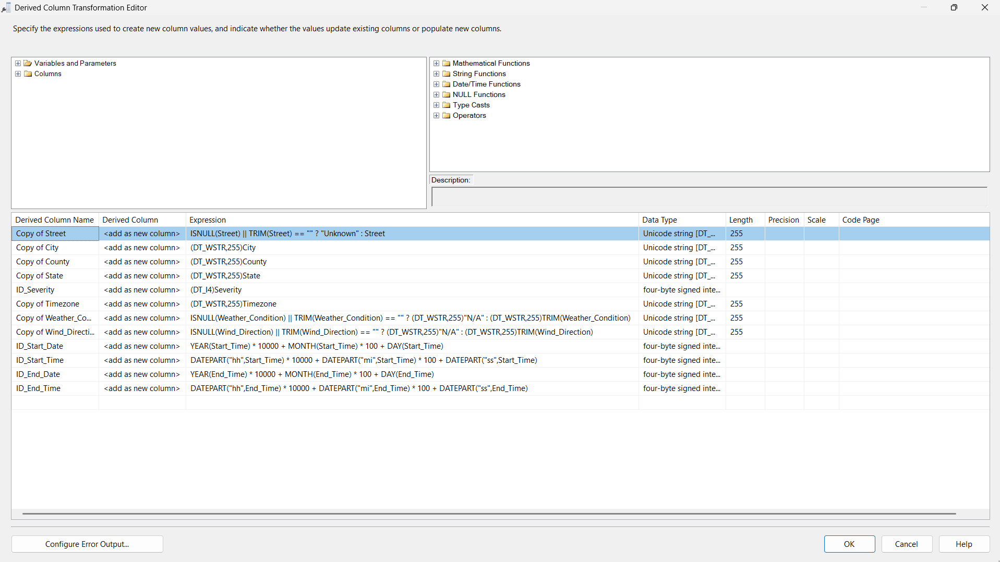 Derived Column Transformation Editor
Specify the expressions used to create new column values, and indicate whether the values update existing columns or populate new columns.
Variables and Parameters
Columns
Mathematical Functions
String Functions
Date/Time Functions
NULL Functions
Type Casts
Operators
Description:
Derived Column Name Derived Column Expression Data Type Length Precision Scale Code Page
Copy of Street <add as new column> ISNULL(Street) || TRIM(Street) == "" ? "Unknown" : Street Unicode string [DT_... 255
Copy of City <add as new column> (DT_WSTR,255)City Unicode string [DT_... 255
Copy of County <add as new column> (DT_WSTR,255)County Unicode string [DT_... 255
Copy of State <add as new column> (DT_WSTR,255)State Unicode string [DT_... 255
ID_Severity <add as new column> (DT_I4)Severity four-byte signed inte...
Copy of Timezone <add as new column> (DT_WSTR,255)Timezone Unicode string [DT_... 255
Copy of Weather_Co... <add as new column> ISNULL(Weather_Condition) || TRIM(Weather_Condition) == "" ? (DT_WSTR,255)"N/A" : (DT_WSTR,255)TRIM(Weather_Condition) Unicode string [DT_... 255
Copy of Wind_Directi... <add as new column> ISNULL(Wind_Direction) || TRIM(Wind_Direction) == "" ? (DT_WSTR,255)"N/A" : (DT_WSTR,255)TRIM(Wind_Direction) Unicode string [DT_... 255
ID_Start_Date <add as new column> YEAR(Start_Time) * 10000 + MONTH(Start_Time) * 100 + DAY(Start_Time) four-byte signed inte...
ID_Start_Time <add as new column> DATEPART("hh",Start_Time) * 10000 + DATEPART("mi",Start_Time) * 100 + DATEPART("ss",Start_Time) four-byte signed inte...
ID_End_Date <add as new column> YEAR(End_Time) * 10000 + MONTH(End_Time) * 100 + DAY(End_Time) four-byte signed inte...
ID_End_Time <add as new column> DATEPART("hh",End_Time) * 10000 + DATEPART("mi",End_Time) * 100 + DATEPART("ss",End_Time) four-byte signed inte...
Configure Error Output... OK Cancel Help